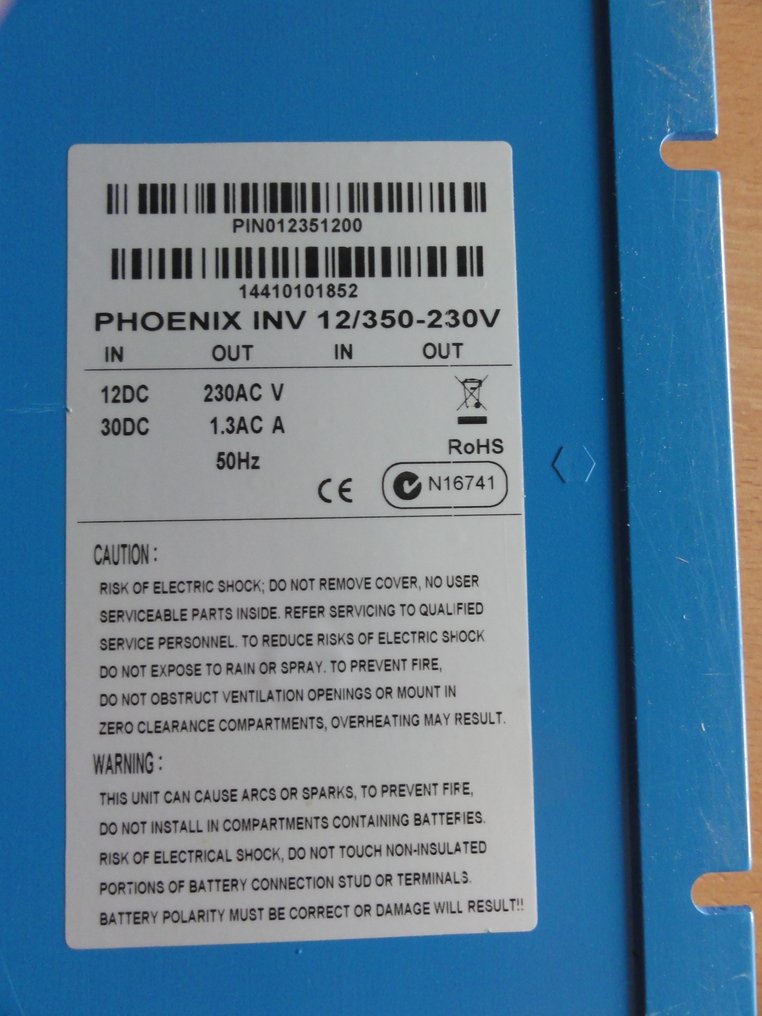 PIN012351200
14410101852
PHOENIX INV 12/350-230V
IN OUT IN OUT
12DC 230AC V
30DC 1.3AC A
50Hz
RoHS
CE N16741
CAUTION :
RISK OF ELECTRIC SHOCK; DO NOT REMOVE COVER, NO USER
SERVICEABLE PARTS INSIDE. REFER SERVICING TO QUALIFIED
SERVICE PERSONNEL. TO REDUCE RISKS OF ELECTRIC SHOCK
DO NOT EXPOSE TO RAIN OR SPRAY. TO PREVENT FIRE,
DO NOT OBSTRUCT VENTILATION OPENINGS OR MOUNT IN
ZERO CLEARANCE COMPARTMENTS, OVERHEATING MAY RESULT.
WARNING :
THIS UNIT CAN CAUSE ARCS OR SPARKS, TO PREVENT FIRE,
DO NOT INSTALL IN COMPARTMENTS CONTAINING BATTERIES.
RISK OF ELECTRICAL SHOCK, DO NOT TOUCH NON-INSULATED
PORTIONS OF BATTERY CONNECTION STUD OR TERMINALS.
BATTERY POLARITY MUST BE CORRECT OR DAMAGE WILL RESULT!!